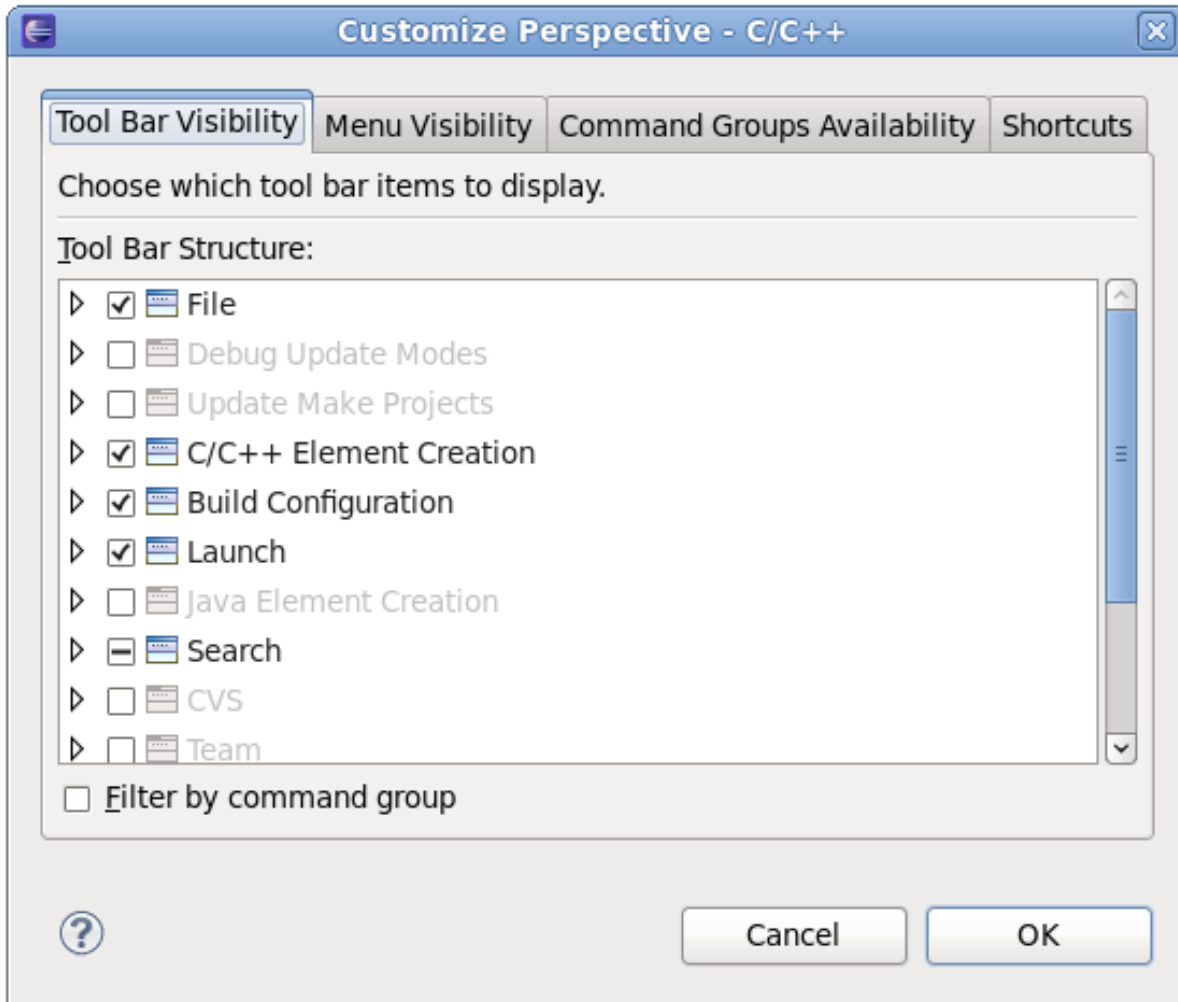 Customize Perspective - C/C++
Tool Bar Visibility Menu Visibility Command Groups Availability Shortcuts
Choose which tool bar items to display.
Tool Bar Structure:
File
Debug Update Modes
Update Make Projects
C/C++ Element Creation
Build Configuration
Launch
Java Element Creation
Search
CVS
Team
Filter by command group
? Cancel OK